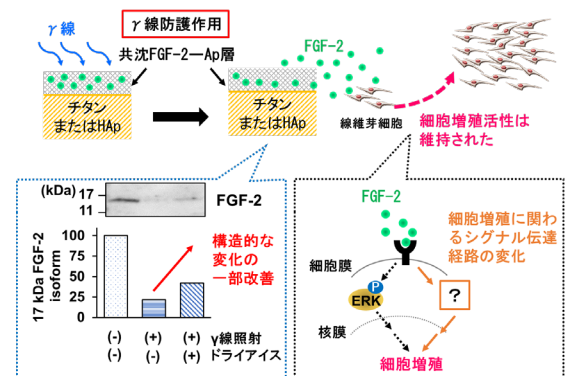 γ線
γ線防護作用
共沈FGF-2ーAp層
チタン
またはHAp
FGF-2
チタン
またはHAp
線維芽細胞
細胞増殖活性は
維持された
(kDa)
17
11
FGF-2
17 kDa FGF-2
isoform
100
75
50
25
0
構造的な
変化の
一部改善
(-) (+) (+) γ線照射
(-) (-) (+) ドライアイス
FGF-2
細胞増殖に関わ
るシグナル伝達
経路の変化
細胞膜
P
ERK
?
核膜
細胞増殖